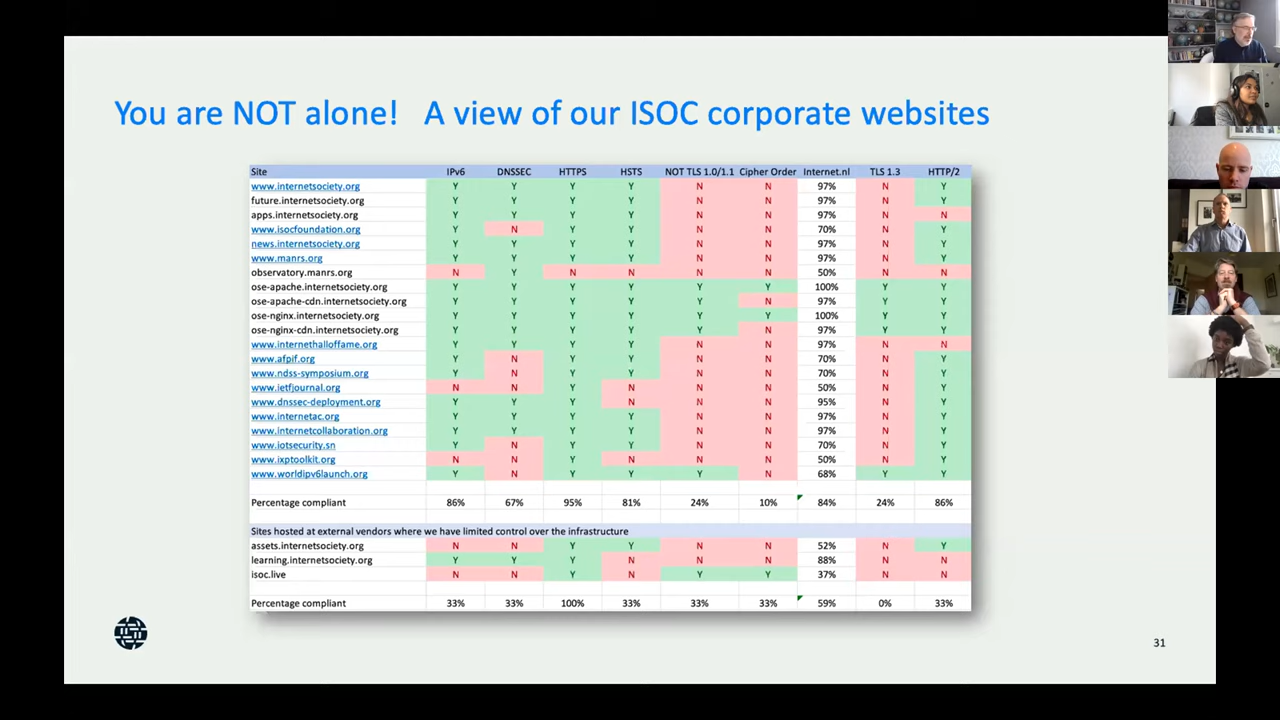 You are NOT alone! A view of our ISOC corporate websites
Site IPv6 DNSSEC HTTPS HSTS NOT TLS 1.0/1.1 Cipher Order Internet.nl TLS 1.3 HTTP/2
www.internetsociety.org Y Y Y Y N N 97% N Y
future.internetsociety.org Y Y Y Y N N 97% N Y
apps.internetsociety.org Y Y Y Y N N 97% N N
www.isocfoundation.org Y N Y Y N N 70% N Y
news.internetsociety.org Y Y Y Y N N 97% N Y
www.manrs.org Y Y Y Y N N 97% N Y
observatory.manrs.org N Y N N N N 50% N N
ose-apache.internetsociety.org Y Y Y Y Y Y 100% Y Y
ose-apache-cdn.internetsociety.org Y Y Y Y Y N 97% Y Y
ose-nginx.internetsociety.org Y Y Y Y Y Y 100% Y Y
ose-nginx-cdn.internetsociety.org Y Y Y Y Y N 97% Y Y
www.internethalloffame.org Y Y Y Y N N 97% N N
www.afpif.org Y N Y Y N N 70% N Y
www.ndss-symposium.org Y N Y Y N N 70% N Y
www.ietfjournal.org N N Y N N N 50% N Y
www.dnssec-deployment.org Y Y Y N N N 95% N Y
www.internetac.org Y Y Y Y N N 97% N Y
www.internetcollaboration.org Y Y Y Y N N 97% N Y
www.iotsecurity.sn Y N Y Y N N 70% N Y
www.ixptoolkit.org N N Y N N N 50% N Y
www.worldipv6launch.org Y N Y Y Y N 68% Y Y
Percentage compliant 86% 67% 95% 81% 24% 10% 84% 24% 86%
Sites hosted at external vendors where we have limited control over the infrastructure
assets.internetsociety.org N N Y Y N N 52% N Y
learning.internetsociety.org Y Y Y N N N 88% N N
isoc.live N N Y N Y Y 37% N N
Percentage compliant 33% 33% 100% 33% 33% 33% 59% 0% 33%
31